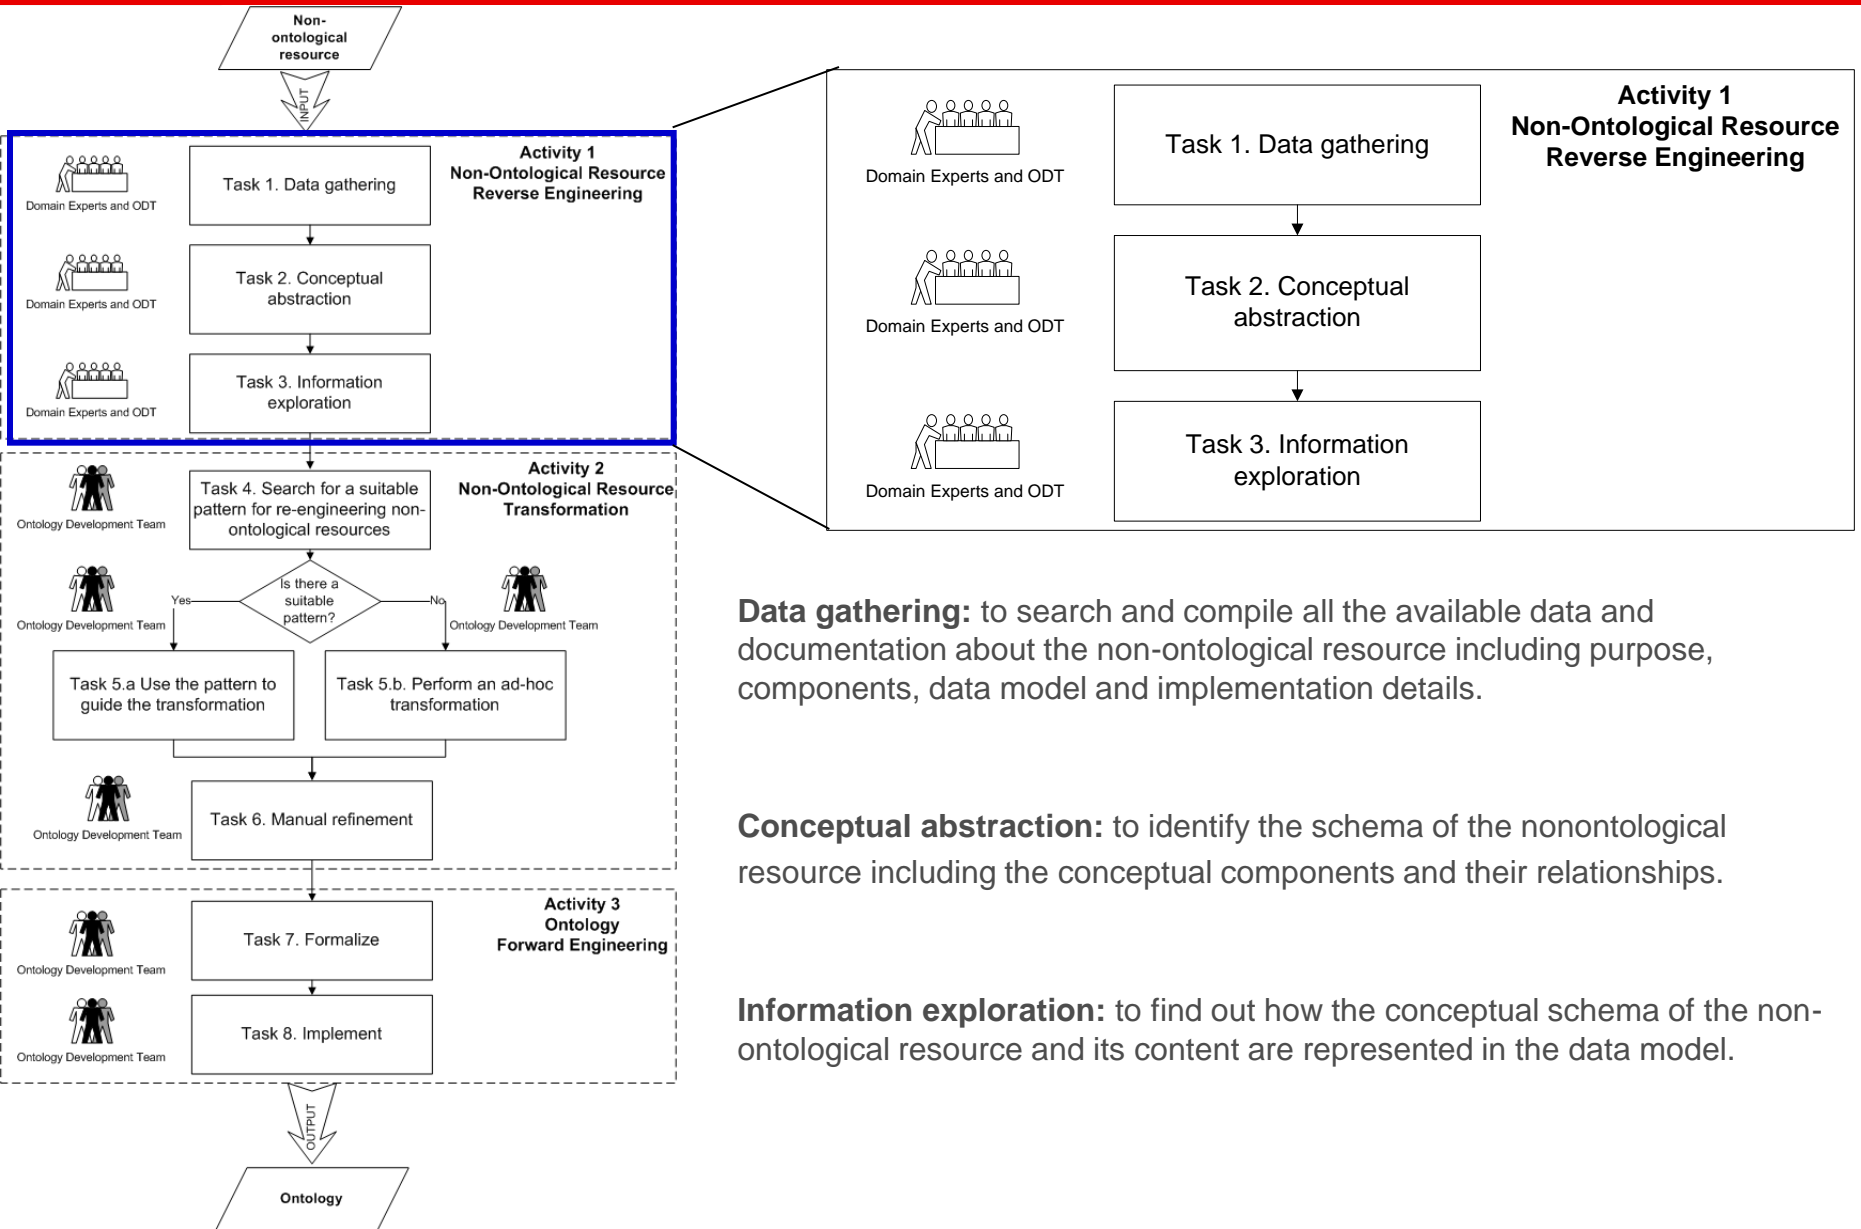 Non-
ontological
resource
INPUT
Activity 1
Non-Ontological Resource
Reverse Engineering
Task 1. Data gathering
Domain Experts and ODT
Task 2. Conceptual
abstraction
Domain Experts and ODT
Task 3. Information
exploration
Domain Experts and ODT
Activity 2
Non-Ontological Resource
Transformation
Task 4. Search for a suitable
pattern for re-engineering non-
ontological resources
Ontology Development Team
Is there a
suitable
pattern?
Yes
No
Ontology Development Team
Ontology Development Team
Task 5.a Use the pattern to
guide the transformation
Task 5.b. Perform an ad-hoc
transformation
Task 6. Manual refinement
Ontology Development Team
Activity 3
Ontology
Forward Engineering
Task 7. Formalize
Ontology Development Team
Task 8. Implement
Ontology Development Team
OUTPUT
Ontology
Activity 1
Non-Ontological Resource
Reverse Engineering
Task 1. Data gathering
Domain Experts and ODT
Task 2. Conceptual
abstraction
Domain Experts and ODT
Task 3. Information
exploration
Domain Experts and ODT
Data gathering: to search and compile all the available data and
documentation about the non-ontological resource including purpose,
components, data model and implementation details.
Conceptual abstraction: to identify the schema of the nonontological
resource including the conceptual components and their relationships.
Information exploration: to find out how the conceptual schema of the non-
ontological resource and its content are represented in the data model.